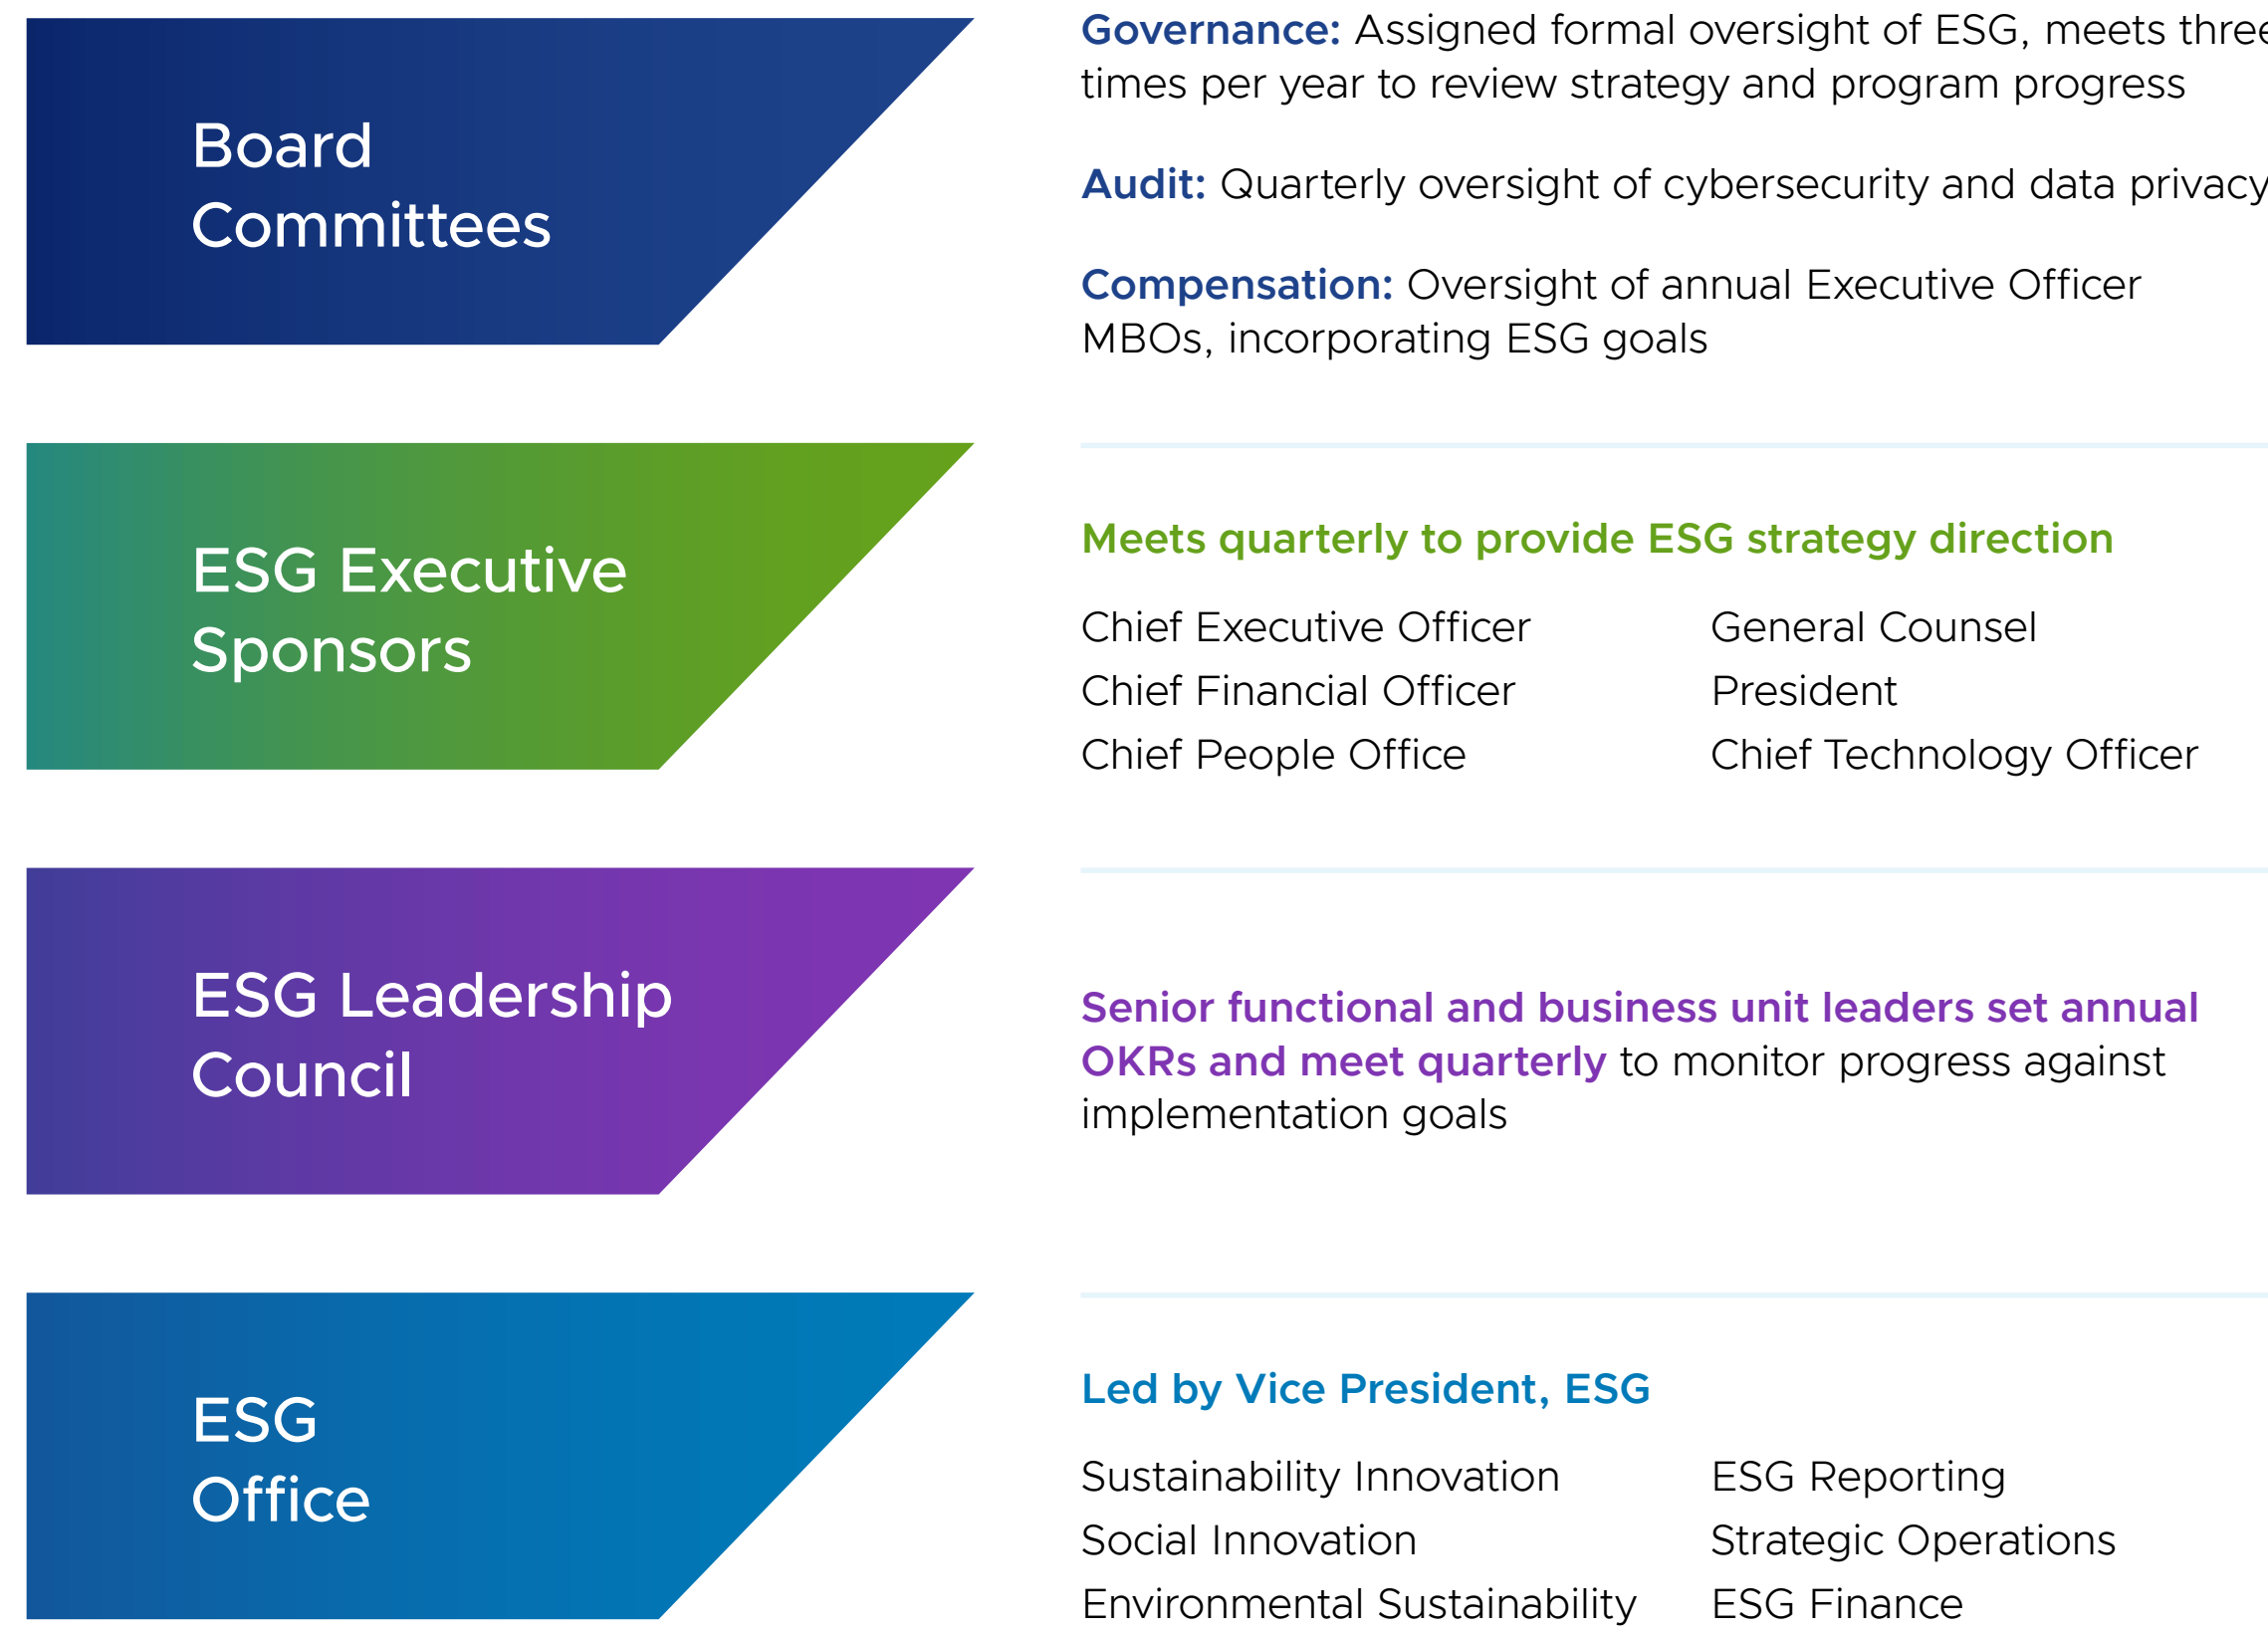 Board
Committees
Governance: Assigned formal oversight of ESG, meets three
times per year to review strategy and program progress
Audit: Quarterly oversight of cybersecurity and data privacy
Compensation: Oversight of annual Executive Officer
MBOs, incorporating ESG goals
ESG Executive
Sponsors
Meets quarterly to provide ESG strategy direction
Chief Executive Officer
Chief Financial Officer
Chief People Office
General Counsel
President
Chief Technology Officer
ESG Leadership
Council
Senior functional and business unit leaders set annual
OKRs and meet quarterly to monitor progress against
implementation goals
ESG
Office
Led by Vice President, ESG
Sustainability Innovation
Social Innovation
Environmental Sustainability
ESG Reporting
Strategic Operations
ESG Finance